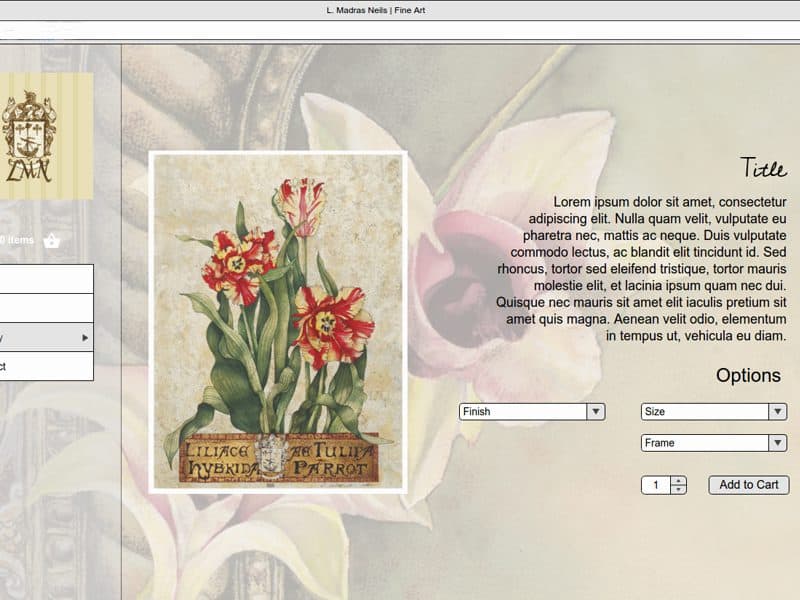 L. Madras Neils | Fine Art
LMN
0 items
Title
Lorem ipsum dolor sit amet, consectetur
adipiscing elit. Nulla quam velit, vulputate eu
pharetra nec, mattis ac neque. Duis vulputate
commodo lectus, ac blandit elit tincidunt id. Sed
rhoncus, tortor sed eleifend tristique, tortor mauris
molestie elit, et lacinia ipsum quam nec dui.
Quisque nec mauris sit amet elit iaculis pretium sit
amet quis magna. Aenean velit odio, elementum
in tempus ut, vehicula eu diam.
Options
Finish
Size
Frame
1
Add to Cart
LILIACE AE TULIPA
HYBRIDA PARROT